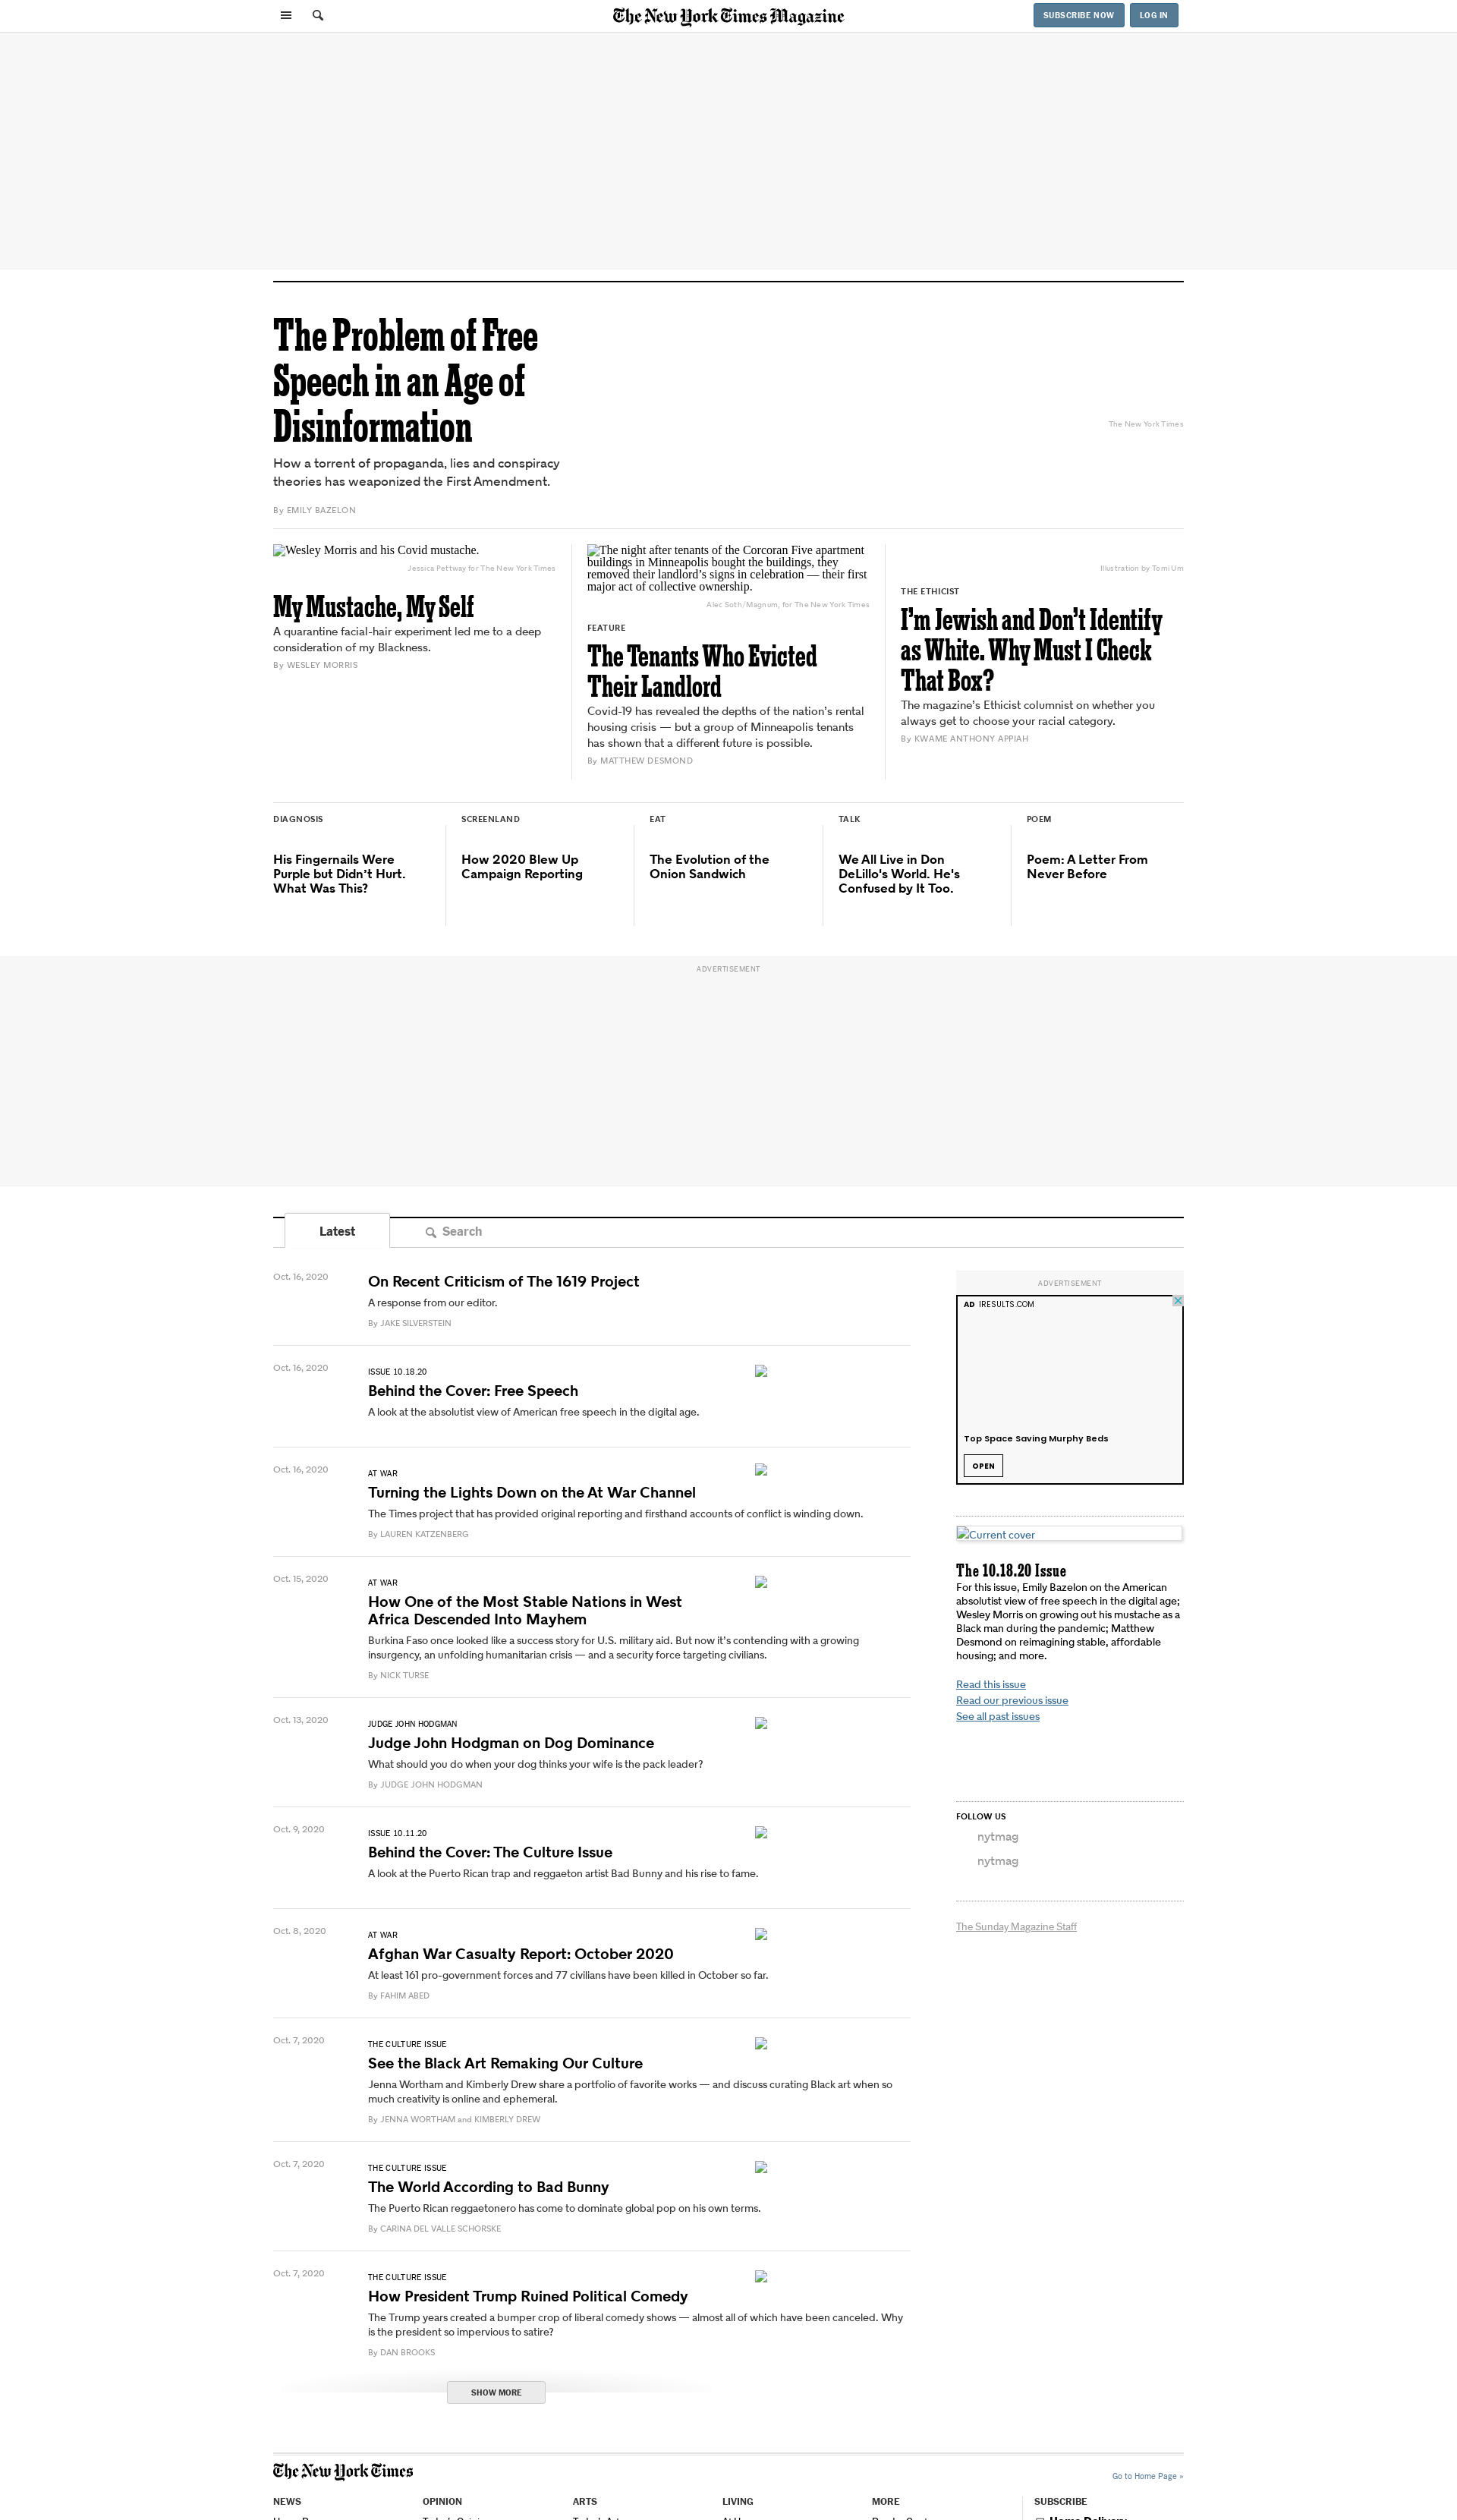 The New York Times Magazine
SUBSCRIBE NOW
LOG IN
The Problem of Free
Speech in an Age of
Disinformation
How a torrent of propaganda, lies and conspiracy
theories has weaponized the First Amendment.
By EMILY BAZELON
The New York Times
Wesley Morris and his Covid mustache.
Jessica Pettway for The New York Times
My Mustache, My Self
A quarantine facial-hair experiment led me to a deep
consideration of my Blackness.
By WESLEY MORRIS
The night after tenants of the Corcoran Five apartment
buildings in Minneapolis bought the buildings, they
removed their landlord’s signs in celebration — their first
major act of collective ownership.
Alec Soth/Magnum, for The New York Times
FEATURE
The Tenants Who Evicted
Their Landlord
Covid-19 has revealed the depths of the nation’s rental
housing crisis — but a group of Minneapolis tenants
has shown that a different future is possible.
By MATTHEW DESMOND
Illustration by Tomi Um
THE ETHICIST
I’m Jewish and Don’t Identify
as White. Why Must I Check
That Box?
The magazine’s Ethicist columnist on whether you
always get to choose your racial category.
By KWAME ANTHONY APPIAH
DIAGNOSIS
His Fingernails Were
Purple but Didn’t Hurt.
What Was This?
SCREENLAND
How 2020 Blew Up
Campaign Reporting
EAT
The Evolution of the
Onion Sandwich
TALK
We All Live in Don
DeLillo's World. He's
Confused by It Too.
POEM
Poem: A Letter From
Never Before
ADVERTISEMENT
Latest
Search
Oct. 16, 2020
On Recent Criticism of The 1619 Project
A response from our editor.
By JAKE SILVERSTEIN
Oct. 16, 2020
ISSUE 10.18.20
Behind the Cover: Free Speech
A look at the absolutist view of American free speech in the digital age.
Oct. 16, 2020
AT WAR
Turning the Lights Down on the At War Channel
The Times project that has provided original reporting and firsthand accounts of conflict is winding down.
By LAUREN KATZENBERG
Oct. 15, 2020
AT WAR
How One of the Most Stable Nations in West
Africa Descended Into Mayhem
Burkina Faso once looked like a success story for U.S. military aid. But now it’s contending with a growing
insurgency, an unfolding humanitarian crisis — and a security force targeting civilians.
By NICK TURSE
Oct. 13, 2020
JUDGE JOHN HODGMAN
Judge John Hodgman on Dog Dominance
What should you do when your dog thinks your wife is the pack leader?
By JUDGE JOHN HODGMAN
Oct. 9, 2020
ISSUE 10.11.20
Behind the Cover: The Culture Issue
A look at the Puerto Rican trap and reggaeton artist Bad Bunny and his rise to fame.
Oct. 8, 2020
AT WAR
Afghan War Casualty Report: October 2020
At least 161 pro-government forces and 77 civilians have been killed in October so far.
By FAHIM ABED
Oct. 7, 2020
THE CULTURE ISSUE
See the Black Art Remaking Our Culture
Jenna Wortham and Kimberly Drew share a portfolio of favorite works — and discuss curating Black art when so
much creativity is online and ephemeral.
By JENNA WORTHAM and KIMBERLY DREW
Oct. 7, 2020
THE CULTURE ISSUE
The World According to Bad Bunny
The Puerto Rican reggaetonero has come to dominate global pop on his own terms.
By CARINA DEL VALLE SCHORSKE
Oct. 7, 2020
THE CULTURE ISSUE
How President Trump Ruined Political Comedy
The Trump years created a bumper crop of liberal comedy shows — almost all of which have been canceled. Why
is the president so impervious to satire?
By DAN BROOKS
SHOW MORE
ADVERTISEMENT
AD IRESULTS.COM
Top Space Saving Murphy Beds
OPEN
Current cover
The 10.18.20 Issue
For this issue, Emily Bazelon on the American
absolutist view of free speech in the digital age;
Wesley Morris on growing out his mustache as a
Black man during the pandemic; Matthew
Desmond on reimagining stable, affordable
housing; and more.
Read this issue
Read our previous issue
See all past issues
FOLLOW US
nytmag
nytmag
The Sunday Magazine Staff
The New York Times
Go to Home Page »
NEWS
OPINION
ARTS
LIVING
MORE
SUBSCRIBE